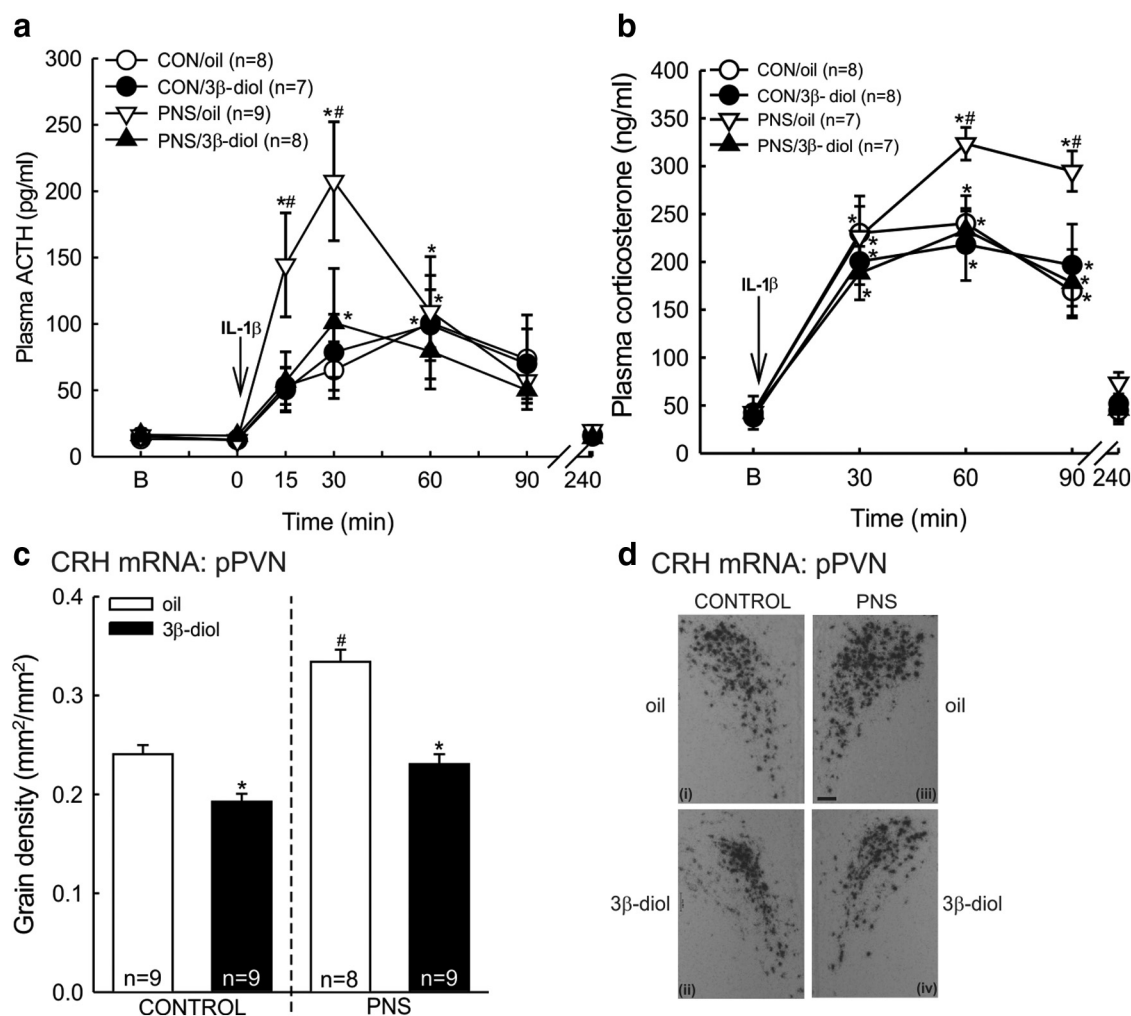 a
300
250
200
150
100
50
0
Plasma ACTH (pg/ml)
CON/oil (n=8)
CON/3β-diol (n=7)
PNS/oil (n=9)
PNS/3β-diol (n=8)
*#
*#
*
*
*
*
IL-1β
B
0
15
30
60
90
240
Time (min)
b
400
350
300
250
200
150
100
50
0
Plasma corticosterone (ng/ml)
CON/oil (n=8)
CON/3β- diol (n=8)
PNS/oil (n=7)
PNS/3β- diol (n=7)
*#
*#
*
*
*
*
*
*
*
*
*
*
IL-1β
B
30
60
90
240
Time (min)
c
CRH mRNA: pPVN
0.4
0.3
0.2
0.1
0.0
Grain density (mm²/mm²)
oil
3β-diol
#
*
*
n=9
n=9
n=8
n=9
CONTROL
PNS
d
CRH mRNA: pPVN
CONTROL
PNS
oil
oil
(i)
(iii)
3β-diol
3β-diol
(ii)
(iv)